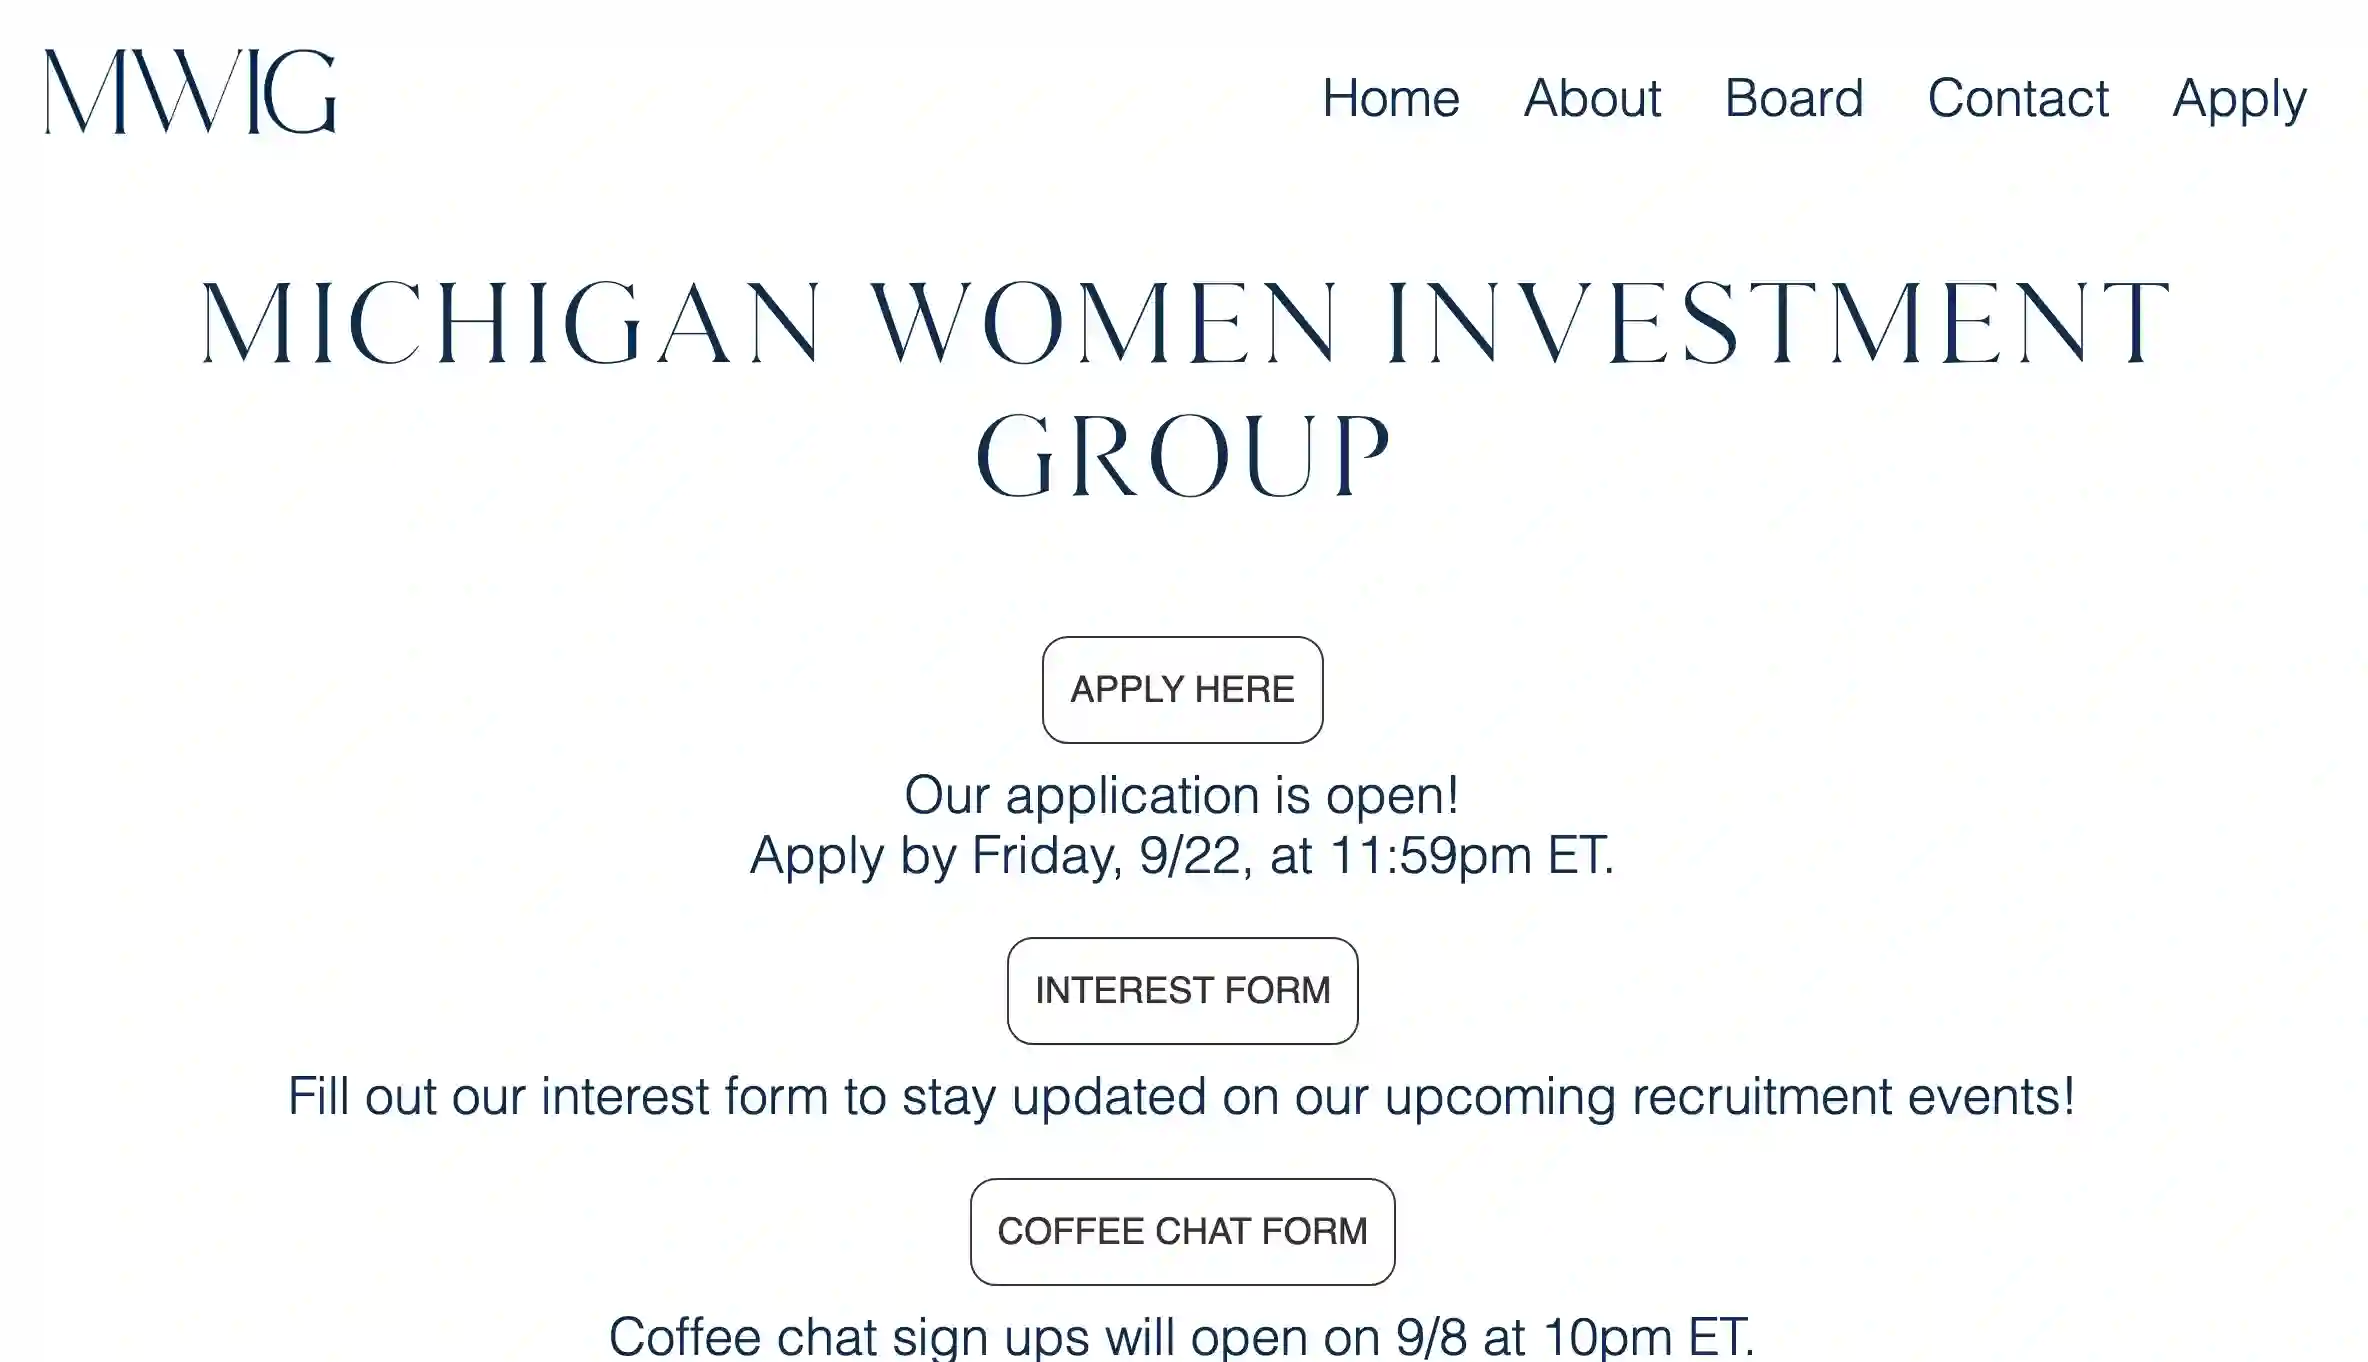 MWIG
Home About Board Contact Apply
MICHIGAN WOMEN INVESTMENT
GROUP
APPLY HERE
Our application is open!
Apply by Friday, 9/22, at 11:59pm ET.
INTEREST FORM
Fill out our interest form to stay updated on our upcoming recruitment events!
COFFEE CHAT FORM
Coffee chat sign ups will open on 9/8 at 10pm ET.